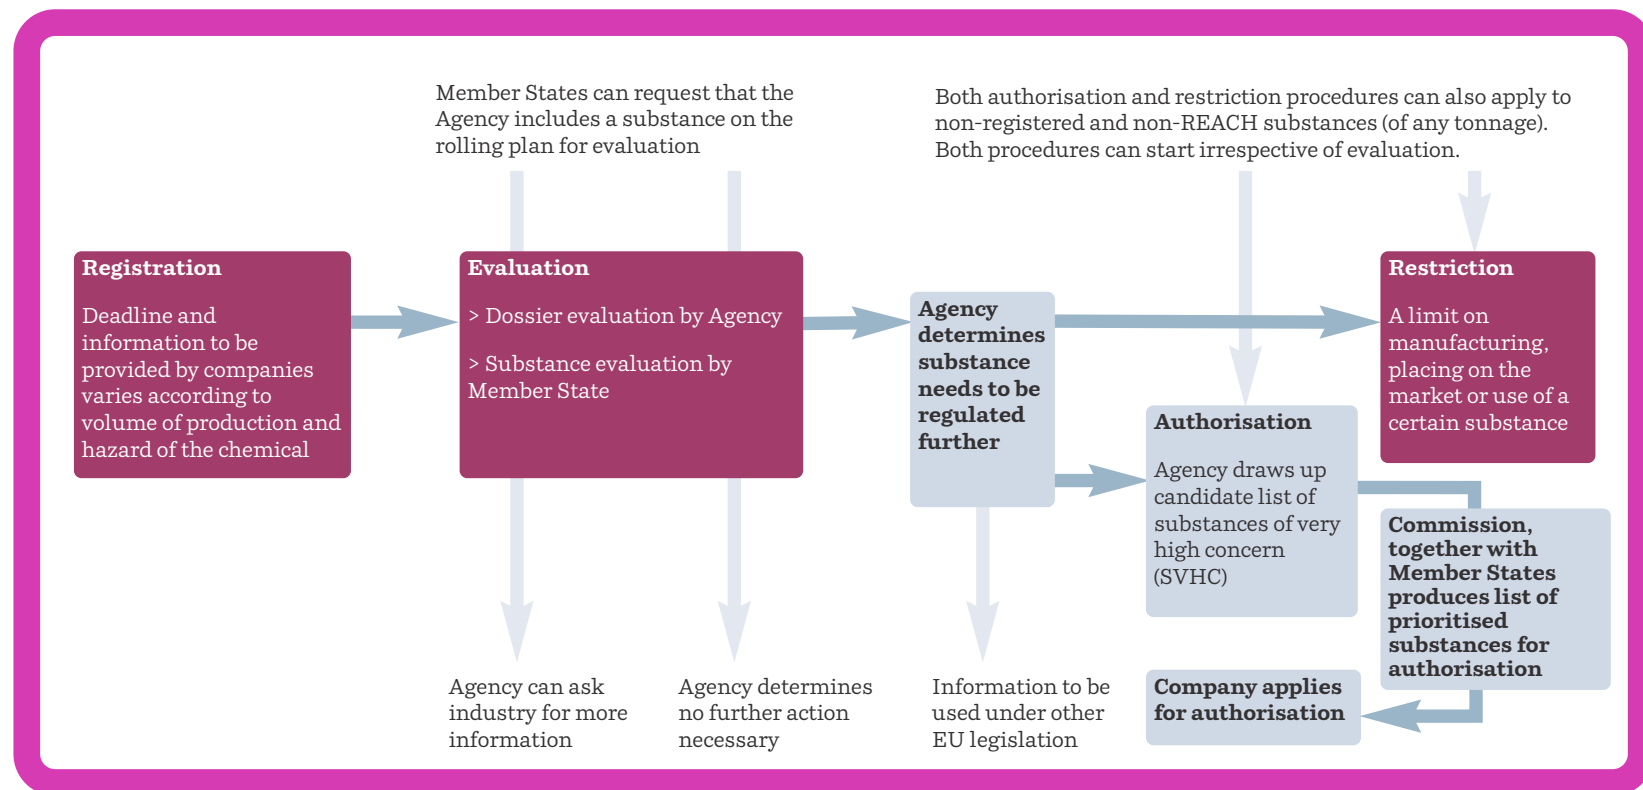 Member States can request that the
Agency includes a substance on the
rolling plan for evaluation
Both authorisation and restriction procedures can also apply to
non-registered and non-REACH substances (of any tonnage).
Both procedures can start irrespective of evaluation.
Registration
Deadline and
information to be
provided by companies
varies according to
volume of production and
hazard of the chemical
Evaluation
> Dossier evaluation by Agency
> Substance evaluation by
Member State
Agency
determines
substance
needs to be
regulated
further
Restriction
A limit on
manufacturing,
placing on the
market or use of a
certain substance
Authorisation
Agency draws up
candidate list of
substances of very
high concern
(SVHC)
Commission,
together with
Member States
produces list of
prioritised
substances for
authorisation
Company applies
for authorisation
Agency can ask
industry for more
information
Agency determines
no further action
necessary
Information to be
used under other
EU legislation